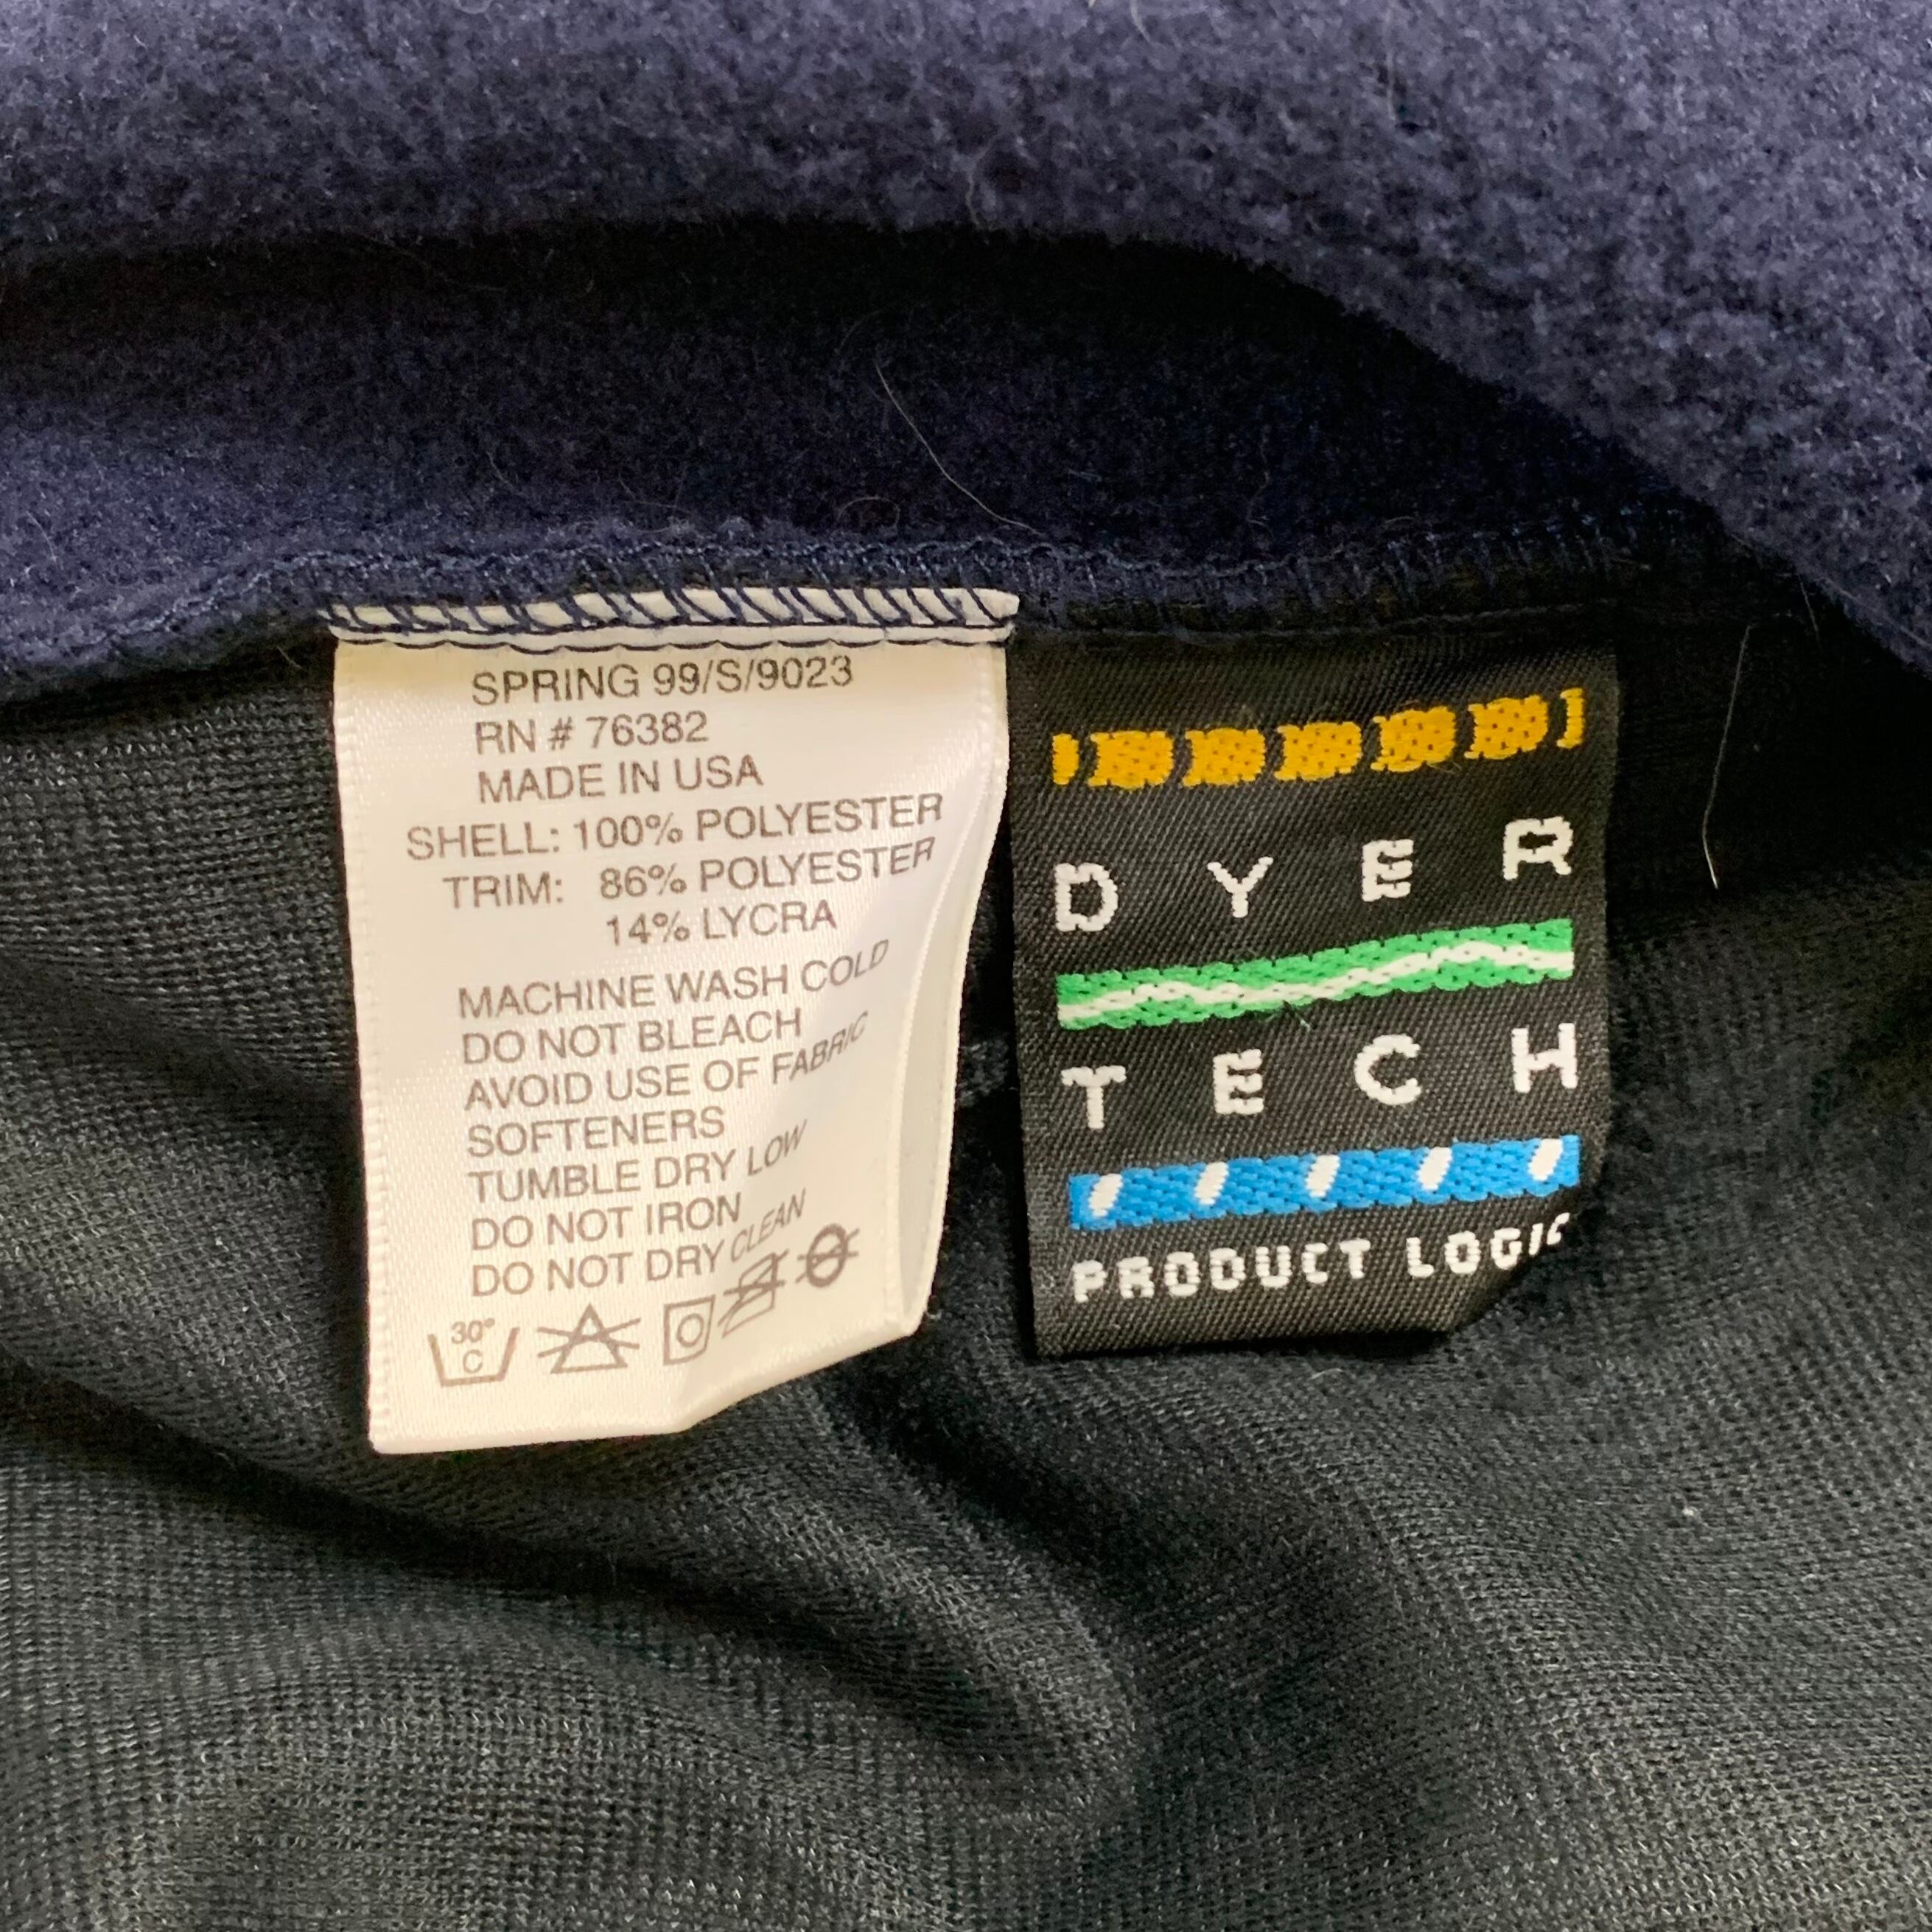 SPRING 99/S/9023
RN # 76382
MADE IN USA
SHELL: 100% POLYESTER
TRIM: 86% POLYESTER
14% LYCRA
MACHINE WASH COLD
DO NOT BLEACH
AVOID USE OF FABRIC
SOFTENERS
TUMBLE DRY LOW
DO NOT IRON
DO NOT DRY CLEAN
30°
C
DYER
TECH
PRODUCT LOGIC